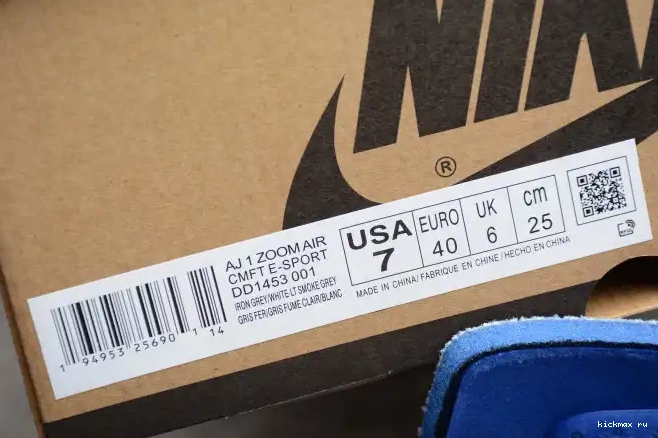 NIKE
®
AJ 1 ZOOM AIR
CMFT E-SPORT
DD1453 001
IRON GREY/WHITE-LT SMOKE GREY
GRIS FER/GRIS FUME CLAIR/BLANC
USA
7
EURO
40
UK
6
cm
25
MADE IN CHINA/ FABRIQUE EN CHINE / HECHO EN CHINA
1 94953 25690 1 14
kickmax ru